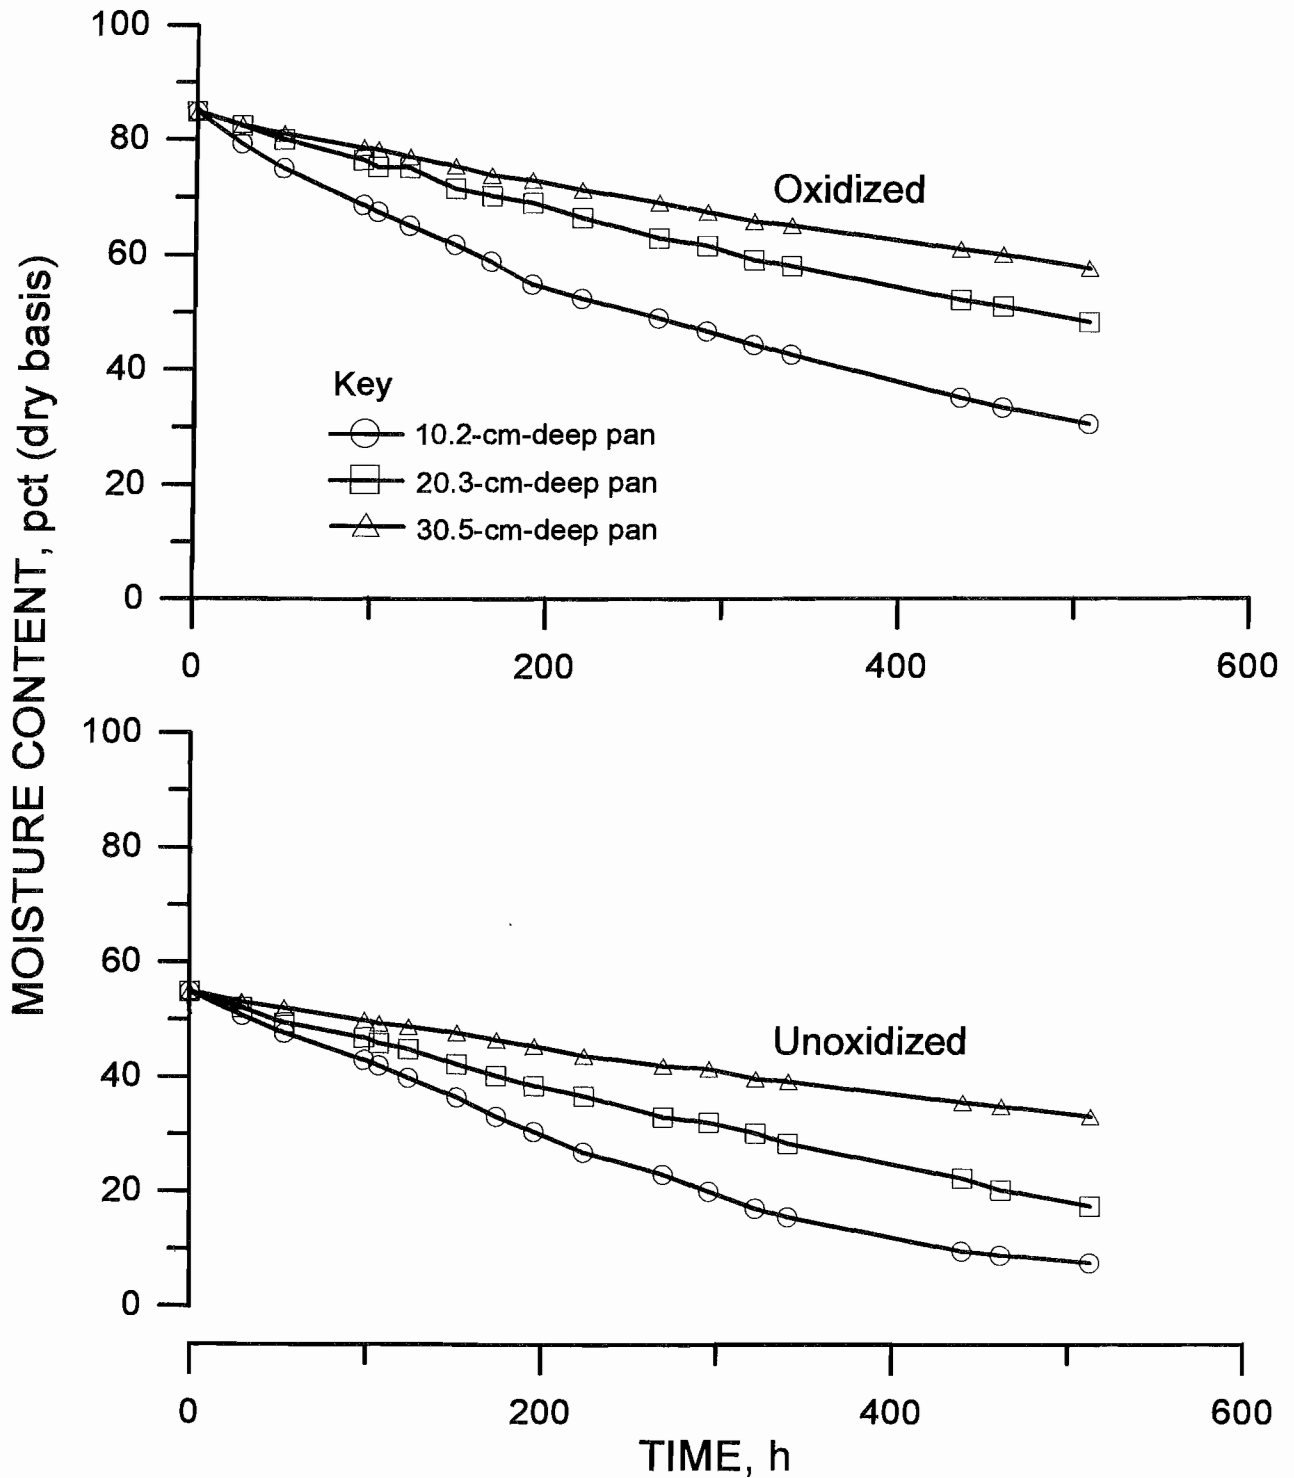 MOISTURE CONTENT, pct (dry basis)
100
80
60
40
20
0
Oxidized
Key
10.2-cm-deep pan
20.3-cm-deep pan
30.5-cm-deep pan
0 200 400 600
100
80
60
40
20
0
Unoxidized
0 200 400 600
TIME, h